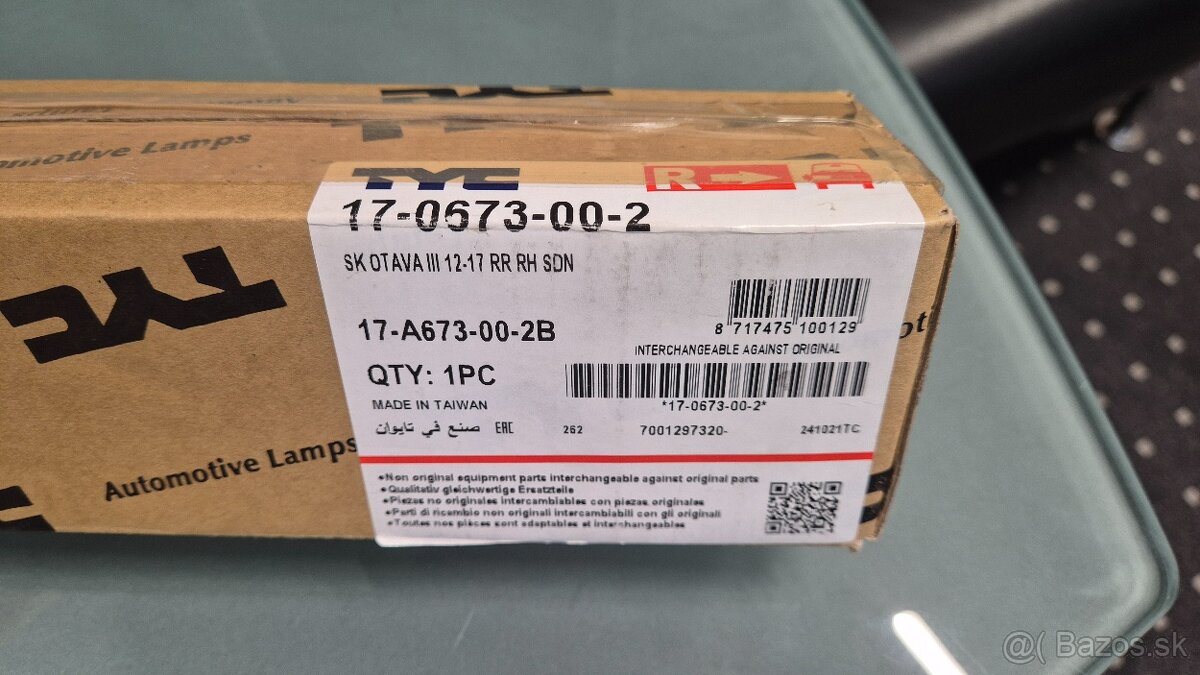 TYC
omotive Lamps
TYC
R
17-0673-00-2
SK OTAVA III 12-17 RR RH SDN
TYC
8 717475 100129
17-A673-00-2B
INTERCHANGEABLE AGAINST ORIGINAL
QTY: 1PC
*17-0673-00-2*
MADE IN TAIWAN
صنع في تايوان EAC 262 7001297320- 241021TC
Automotive Lamps
•Non original equipment parts interchangeable against original parts
•Qualitativ gleichwertige Ersatzteile
•Piezas no originales intercambiables con piezas originales
•Parti di ricambio non originali intercambiabili con gli originali
•Toutes nos pièces sont adaptables et interchangeables
@( Bazos.sk